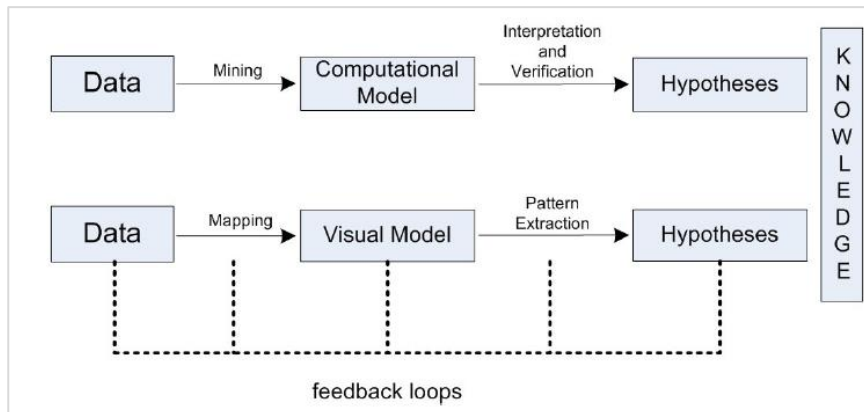 Data
Mining
Computational
Model
Interpretation
and
Verification
Hypotheses
Data
Mapping
Visual Model
Pattern
Extraction
Hypotheses
K
N
O
W
L
E
D
G
E
feedback loops